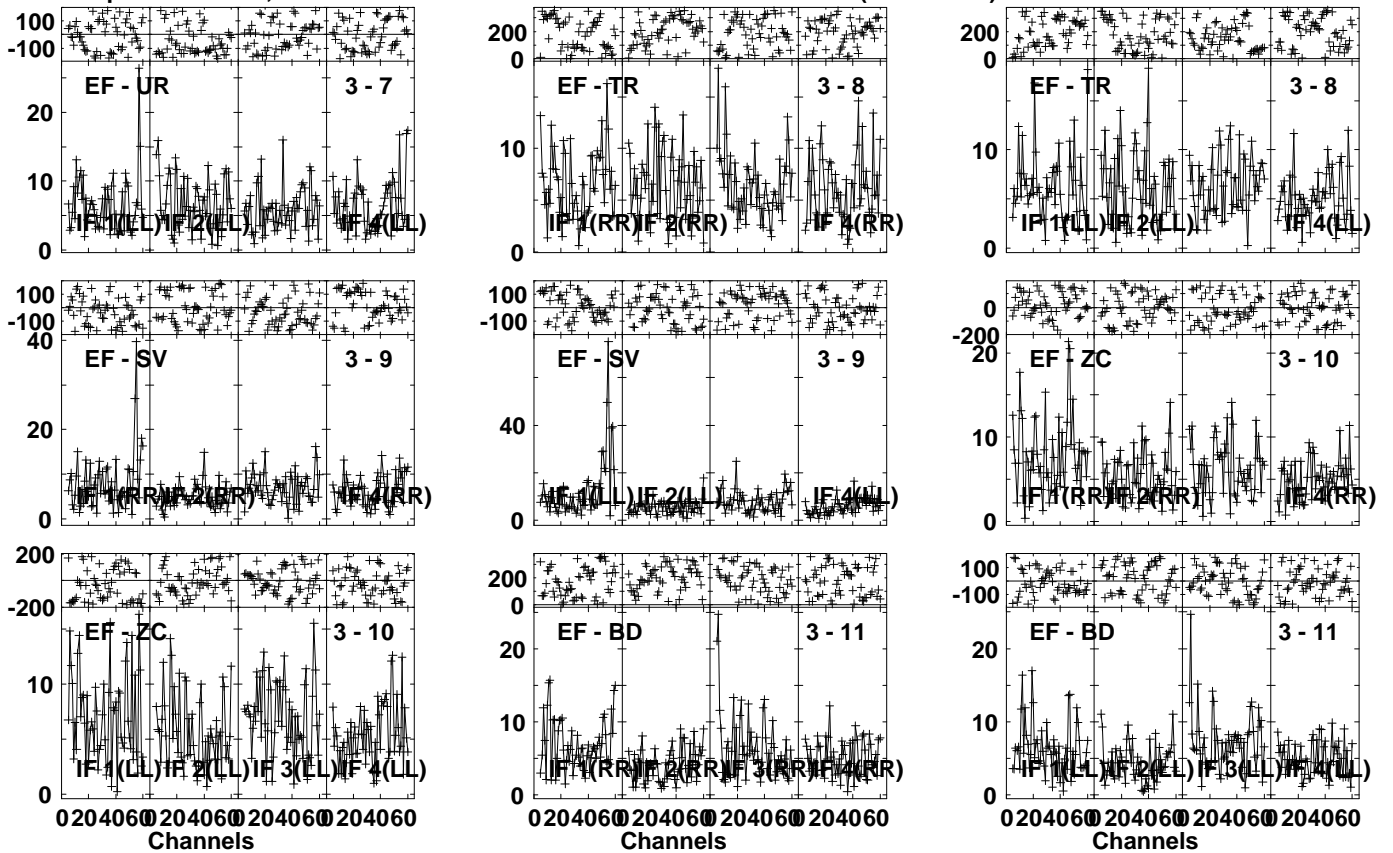 100
-100
EF - UR 3 - 7
20
10
0
IF 1(LL) IF 2(LL) IF 4(LL)
200
0
EF - TR 3 - 8
10
0
IF 1(RR) IF 2(RR) IF 4(RR)
200
0
EF - TR 3 - 8
10
0
IF 1(LL) IF 2(LL) IF 4(LL)
100
-100
40
EF - SV 3 - 9
20
0
IF 1(RR) IF 2(RR) IF 4(RR)
100
-100
EF - SV 3 - 9
40
0
IF 1(LL) IF 2(LL) IF 4(LL)
0
-200
20
EF - ZC 3 - 10
10
0
IF 1(RR) IF 2(RR) IF 4(RR)
200
-200
EF - ZC 3 - 10
10
0
IF 1(LL) IF 2(LL) IF 3(LL) IF 4(LL)
0 20 40 60 0 20 40 60 0 20 40 60 0 20 40 60
Channels
200
0
EF - BD 3 - 11
20
10
0
IF 1(RR) IF 2(RR) IF 3(RR) IF 4(RR)
0 20 40 60 0 20 40 60 0 20 40 60 0 20 40 60
Channels
100
-100
EF - BD 3 - 11
20
10
0
IF 1(LL) IF 2(LL) IF 3(LL) IF 4(LL)
0 20 40 60 0 20 40 60 0 20 40 60 0 20 40 60
Channels